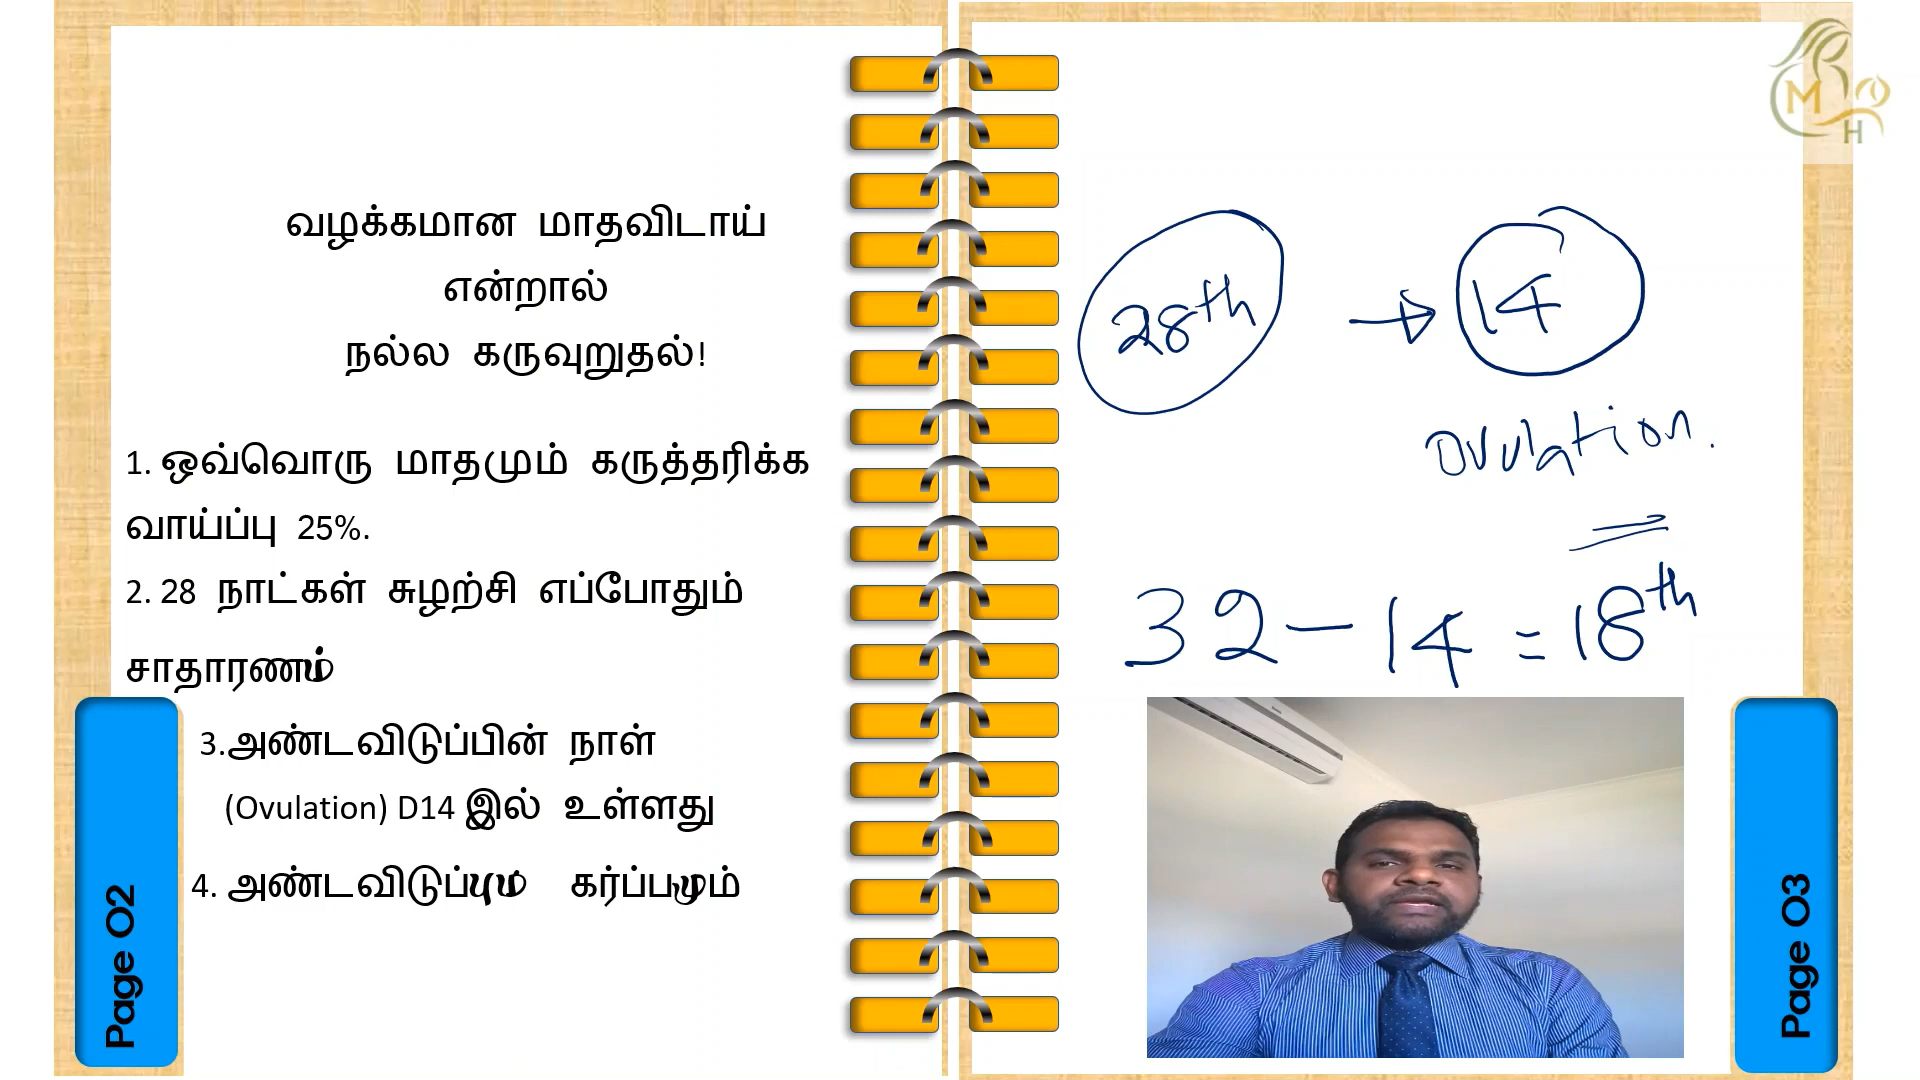 வழக்கமான மாதவிடாய்
என்றால்
நல்ல கருவுறுதல்!
1. ஒவ்வொரு மாதமும் கருத்தரிக்க
வாய்ப்பு 25%.
2. 28 நாட்கள் சுழற்சி எப்போதும்
சாதாரணம்
3.அண்டவிடுப்பின் நாள்
(Ovulation) D14 இல் உள்ளது
4. அண்டவிடுப்பும் கர்ப்பமும்
Page 02
M H
28th → 14
ovulation.
32 - 14 = 18th
Page 03